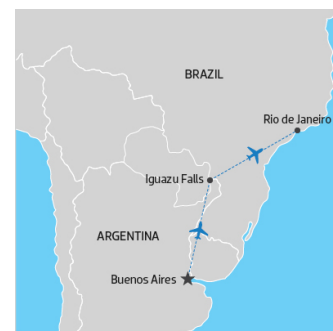 BRAZIL
Rio de Janeiro
Iguazu Falls
ARGENTINA
Buenos Aires